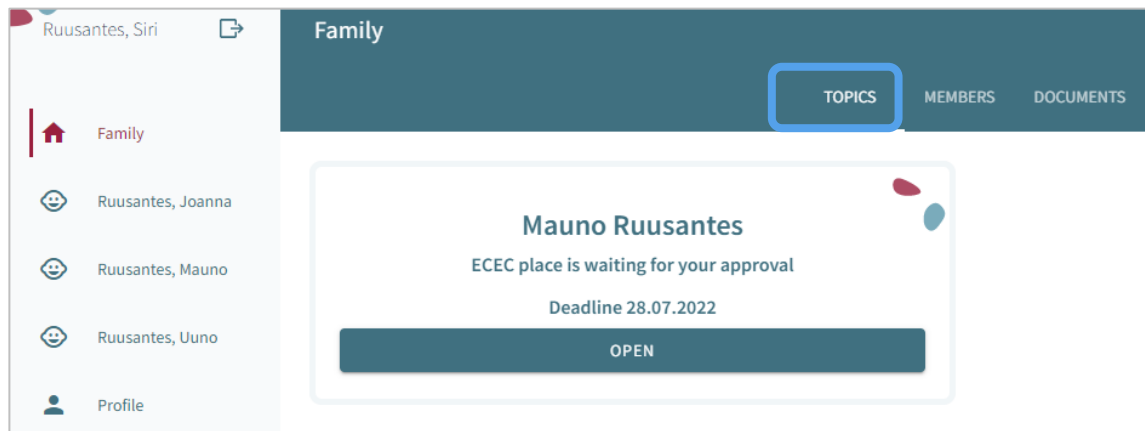 Ruusantes, Siri
Family
TOPICS MEMBERS DOCUMENTS
Family
Ruusantes, Joanna
Ruusantes, Mauno
Ruusantes, Uuno
Profile
Mauno Ruusantes
ECEC place is waiting for your approval
Deadline 28.07.2022
OPEN